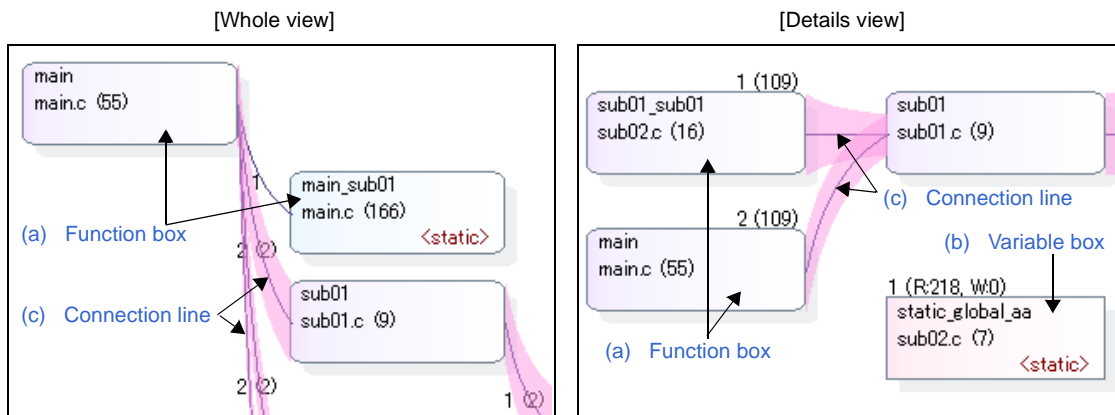 [Whole view]
main
main.c (55)
1
main_sub01
main.c (166)
<static>
(a) Function box
2 (2)
sub01
sub01.c (9)
(c) Connection line
2 (2)
1 (2)
[Details view]
1 (109)
sub01_sub01
sub02.c (16)
sub01
sub01.c (9)
(c) Connection line
2 (109)
main
main.c (55)
(b) Variable box
1 (R:218, W:0)
static_global_aa
sub02.c (7)
<static>
(a) Function box